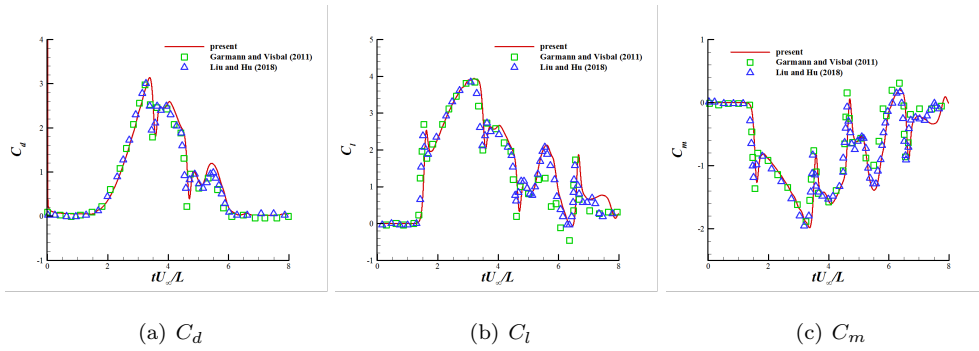 present
Garmann and Visbal (2011)
Liu and Hu (2018)
C_d
4
3
2
1
0
-1
0 2 4 6 8
tU∞/L
(a) C_d
present
Garmann and Visbal (2011)
Liu and Hu (2018)
C_l
5
4
3
2
1
0
-1
0 2 4 6 8
tU∞/L
(b) C_l
present
Garmann and Visbal (2011)
Liu and Hu (2018)
C_m
1
0
-1
-2
0 2 4 6 8
tU∞/L
(c) C_m